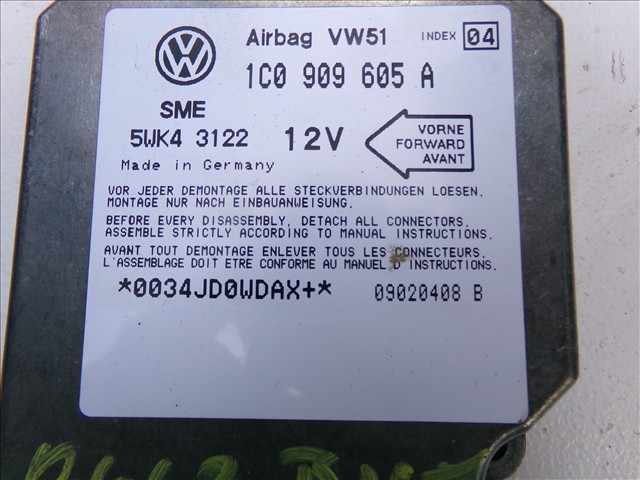 Airbag VW51 INDEX 04
1C0 909 605 A
SME
5WK4 3122 12V
VORNE
FORWARD
AVANT
Made in Germany
VOR JEDER DEMONTAGE ALLE STECKVERBINDUNGEN LOESEN.
MONTAGE NUR NACH EINBAUANWEISUNG.
BEFORE EVERY DISASSEMBLY, DETACH ALL CONNECTORS.
ASSEMBLE STRICTLY ACCORDING TO MANUAL INSTRUCTIONS.
AVANT TOUT DEMONTAGE ENLEVER TOUS LES CONNECTEURS.
L'ASSEMBLAGE DOIT ETRE CONFORME AU MANUEL D'INSTRUCTIONS.
*0034JD0WDAX+* 09020408 B